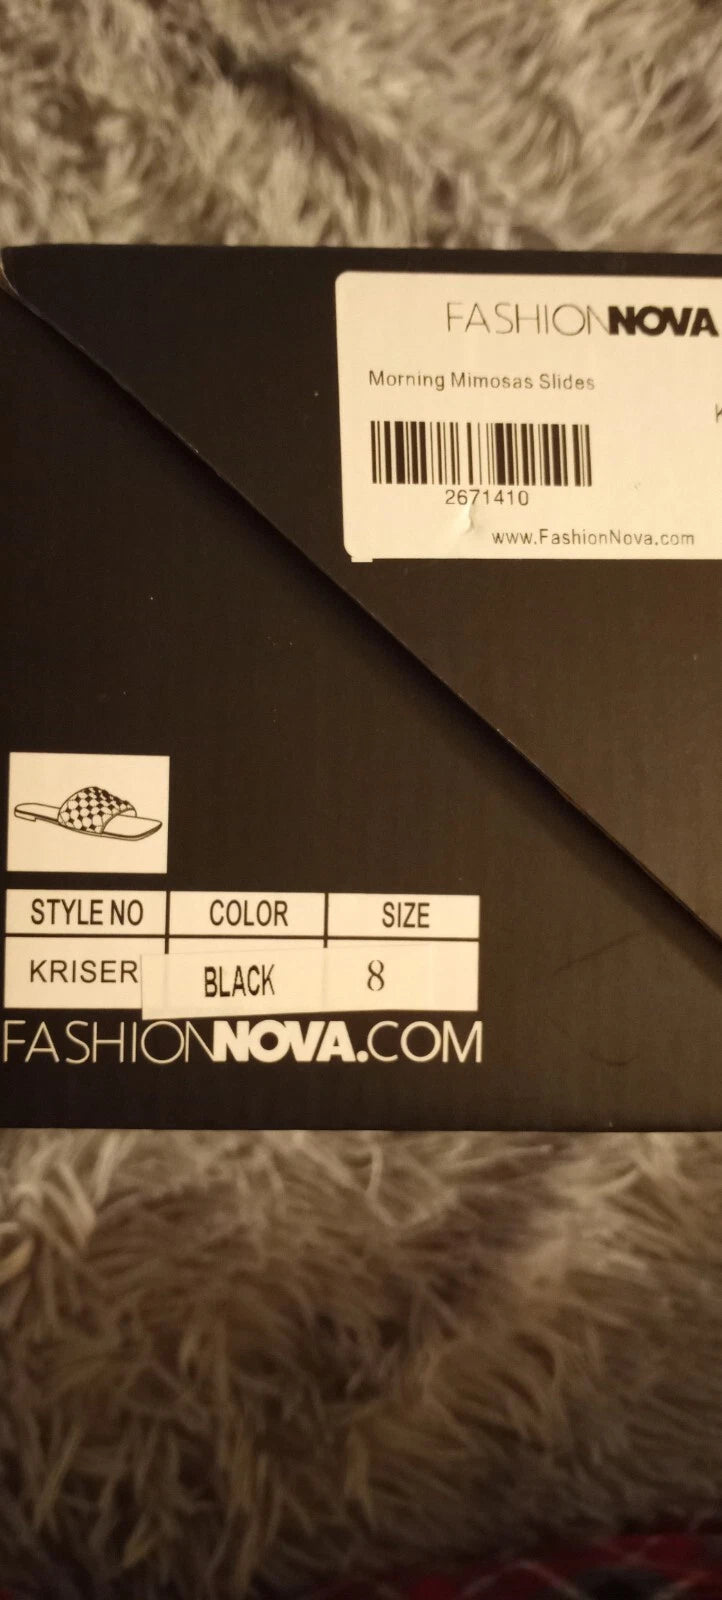 FASHIONNOVA
Morning Mimosas Slides
2671410
www.FashionNova.com
STYLE NO COLOR SIZE
KRISER BLACK 8
FASHIONNOVA.COM